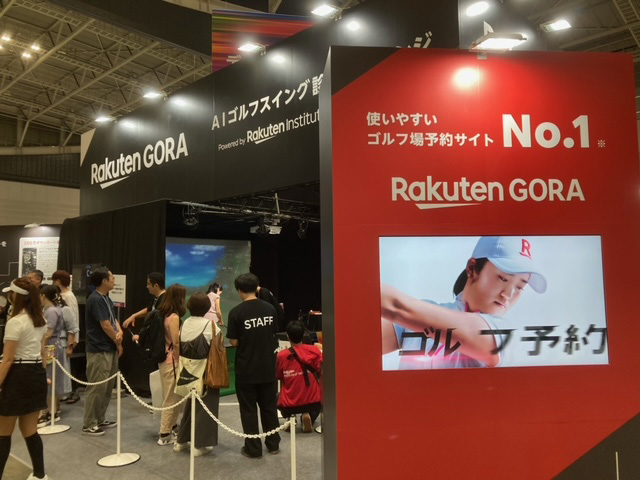 Rakuten GORA
AIゴルフスイング診
Powered by Rakuten Institut
使いやすい
ゴルフ場予約サイト No.1 ※
Rakuten GORA
R
ゴルフ予約
STAFF